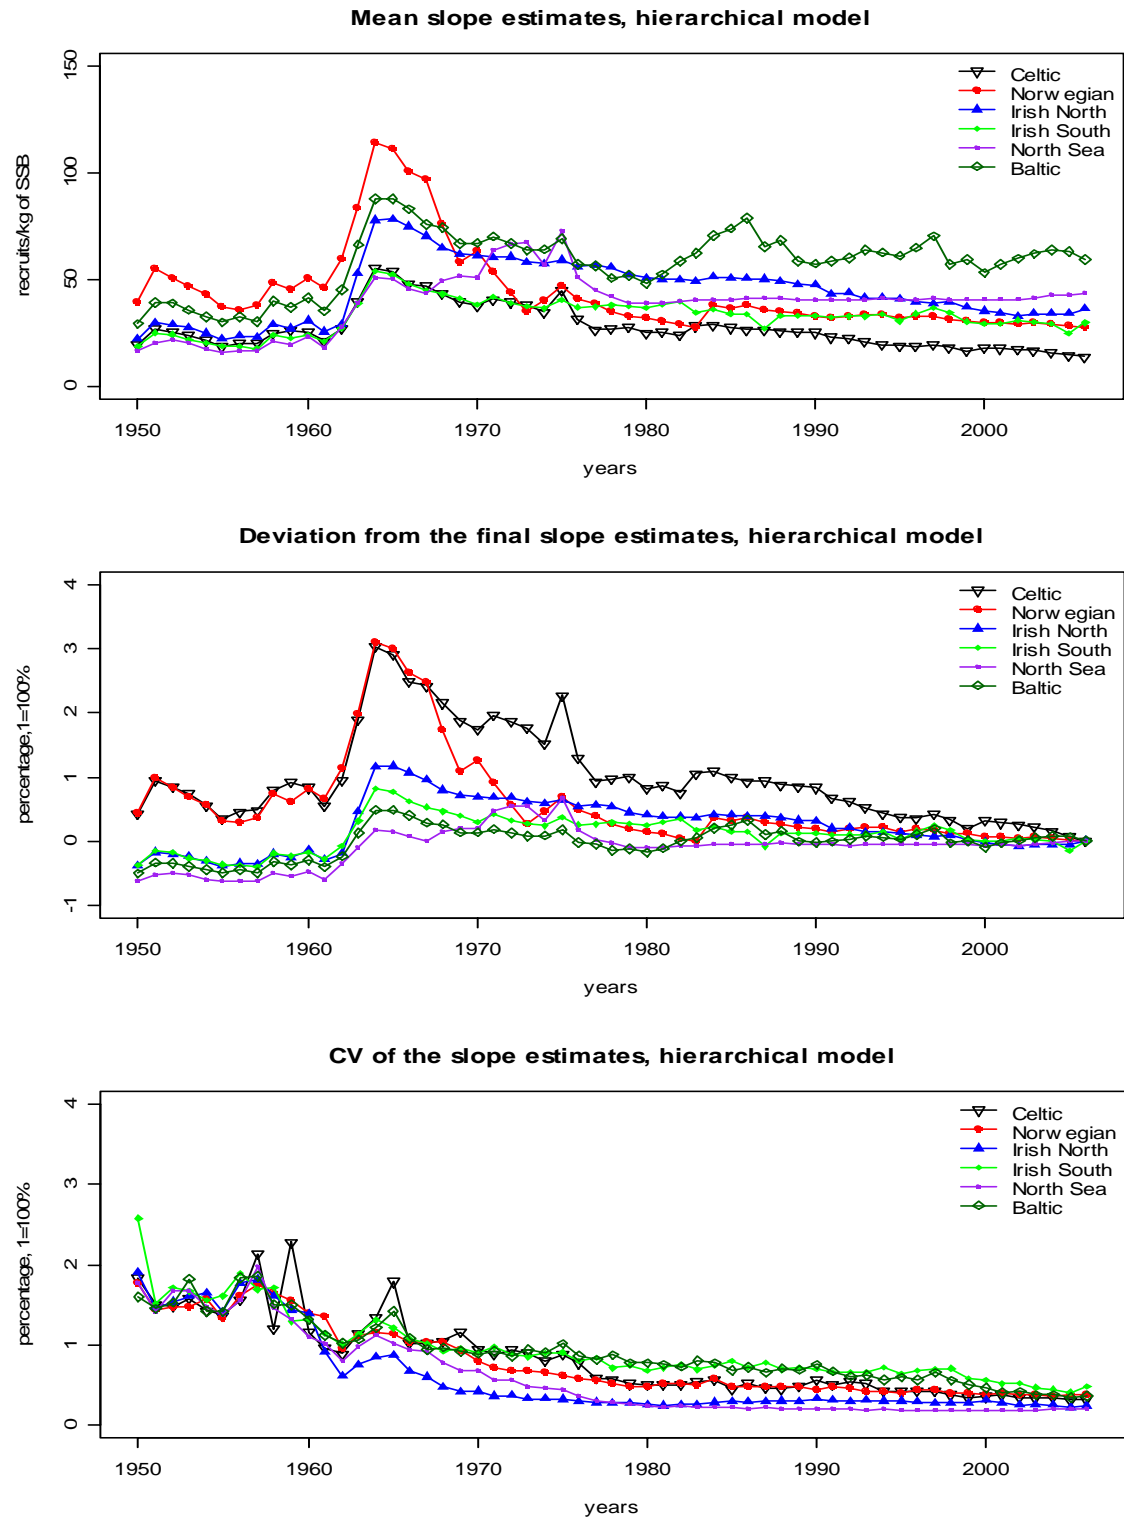 Mean slope estimates, hierarchical model
recruits/kg of SSB
150
100
50
0
Celtic
Norw egian
Irish North
Irish South
North Sea
Baltic
1950 1960 1970 1980 1990 2000
years
Deviation from the final slope estimates, hierarchical model
percentage,1=100%
4
3
2
1
0
-1
Celtic
Norw egian
Irish North
Irish South
North Sea
Baltic
1950 1960 1970 1980 1990 2000
years
CV of the slope estimates, hierarchical model
percentage, 1=100%
4
3
2
1
0
Celtic
Norw egian
Irish North
Irish South
North Sea
Baltic
1950 1960 1970 1980 1990 2000
years